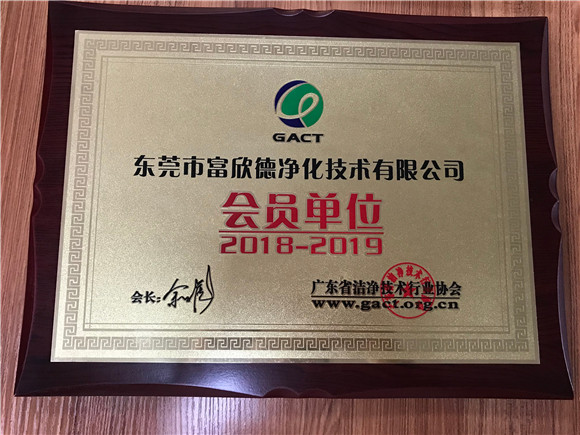 GACT
东莞市富欣德净化技术有限公司
会员单位
2018-2019
会长:
广东省洁净技术行业协会
www.gact.org.cn